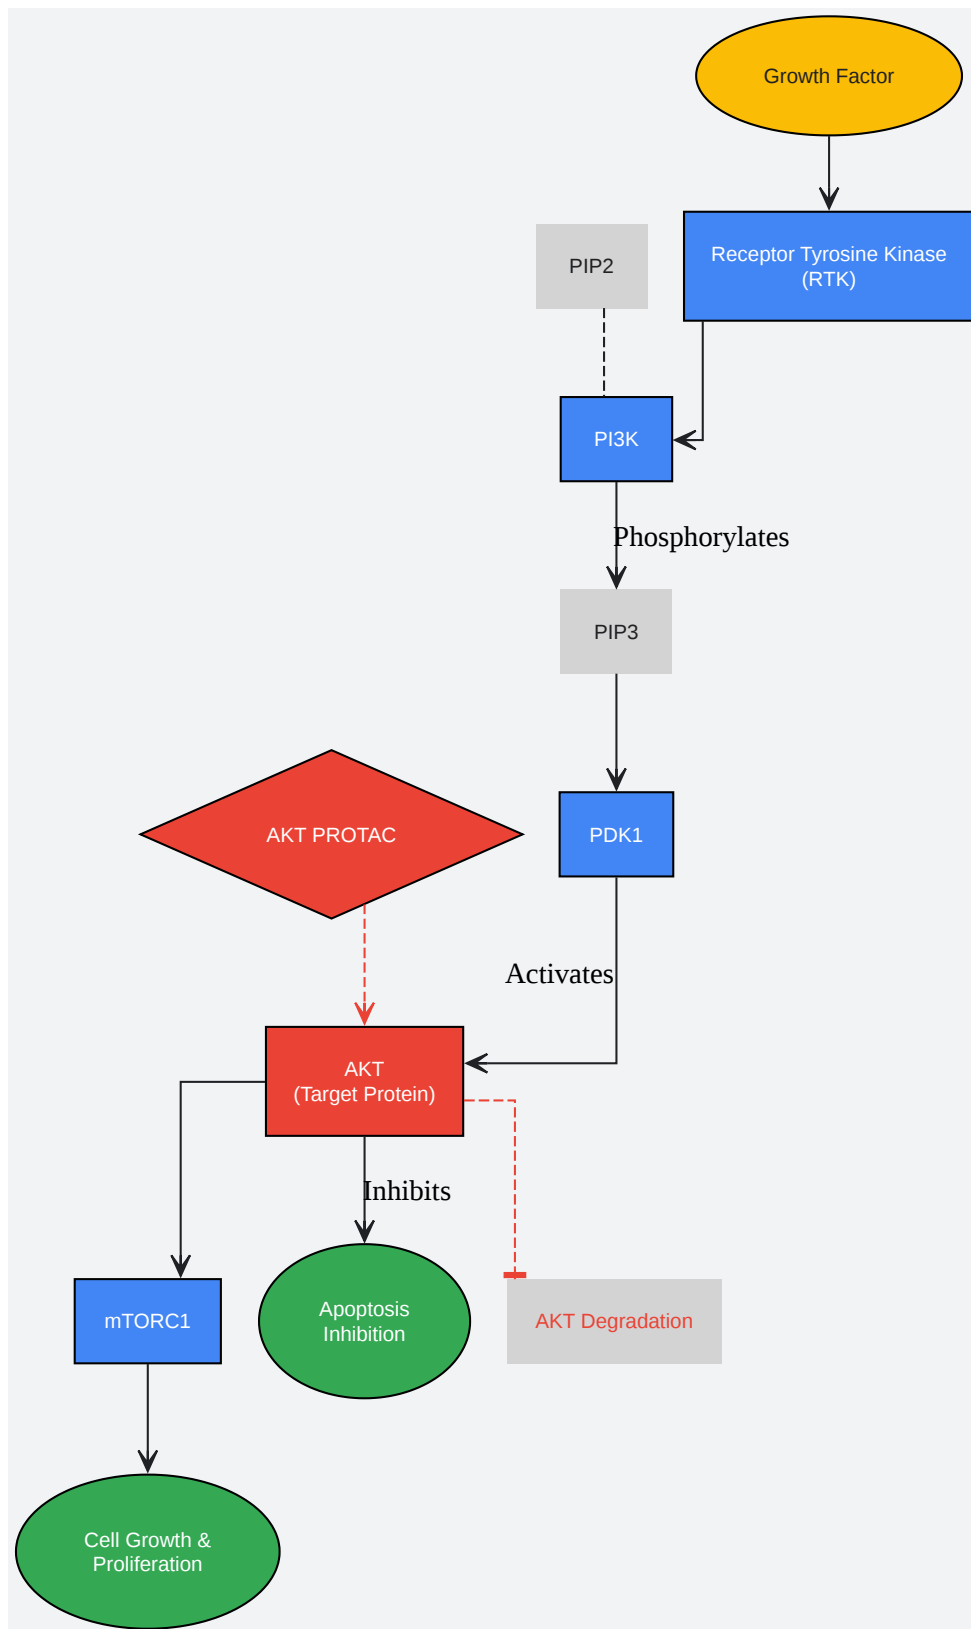 Growth Factor
Receptor Tyrosine Kinase
(RTK)
PIP2
PI3K
Phosphorylates
PIP3
AKT PROTAC
PDK1
Activates
AKT
(Target Protein)
Inhibits
mTORC1
Apoptosis
Inhibition
AKT Degradation
Cell Growth &
Proliferation